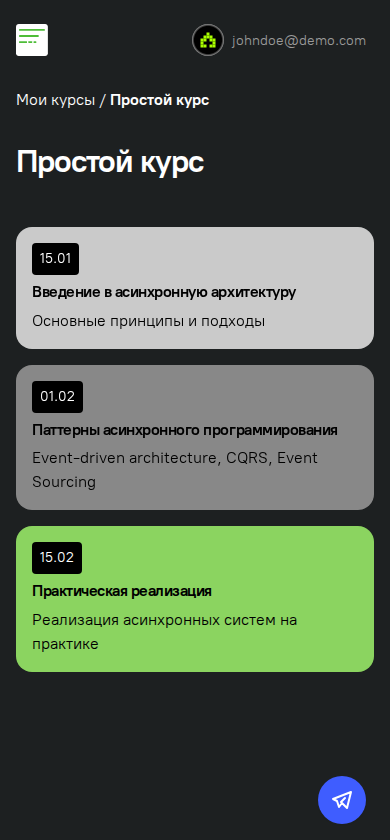 johndoe@demo.com
Мои курсы / Простой курс
Простой курс
15.01
Введение в асинхронную архитектуру
Основные принципы и подходы
01.02
Паттерны асинхронного программирования
Event-driven architecture, CQRS, Event
Sourcing
15.02
Практическая реализация
Реализация асинхронных систем на
практике